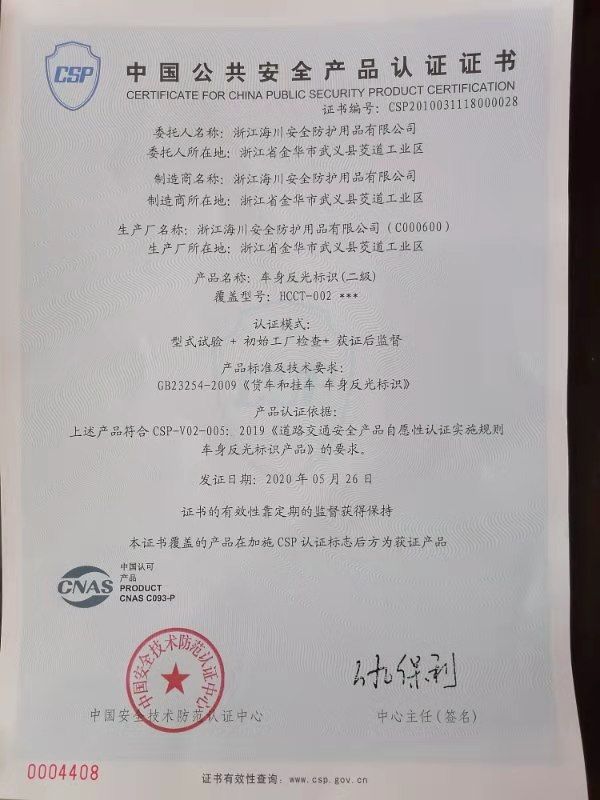 CSP
中国公共安全产品认证证书
CERTIFICATE FOR CHINA PUBLIC SECURITY PRODUCT CERTIFICATION
证书编号: CSP2010031118000028
委托人名称: 浙江海川安全防护用品有限公司
委托人所在地: 浙江省金华市武义县茭道工业区
制造商名称: 浙江海川安全防护用品有限公司
制造商所在地: 浙江省金华市武义县茭道工业区
生产厂名称: 浙江海川安全防护用品有限公司(C000600)
生产厂所在地: 浙江省金华市武义县茭道工业区
产品名称: 车身反光标识(二级)
覆盖型号: HCCT-002 ***
认证模式:
型式试验 + 初始工厂检查+ 获证后监督
产品标准及技术要求:
GB23254-2009《货车和挂车 车身反光标识》
产品认证依据:
上述产品符合 CSP-V02-005: 2019《道路交通安全产品自愿性认证实施规则
车身反光标识产品》的要求。
发证日期: 2020 年 05 月 26 日
证书的有效性靠定期的监督获得保持
本证书覆盖的产品在加施 CSP 认证标志后方为获证产品
CNAS
中国认可
产品
PRODUCT
CNAS C093-P
中国安全技术防范认证中心
中国安全技术防范认证中心
中心主任(签名)
0004408
证书有效性查询: www.csp.gov.cn